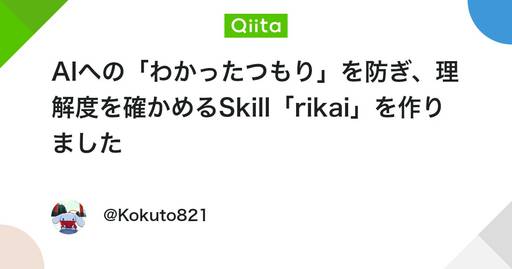 Qiita
AIへの「わかったつもり」を防ぎ、理
解度を確かめるSkill「rikai」を作り
ました
@Kokuto821